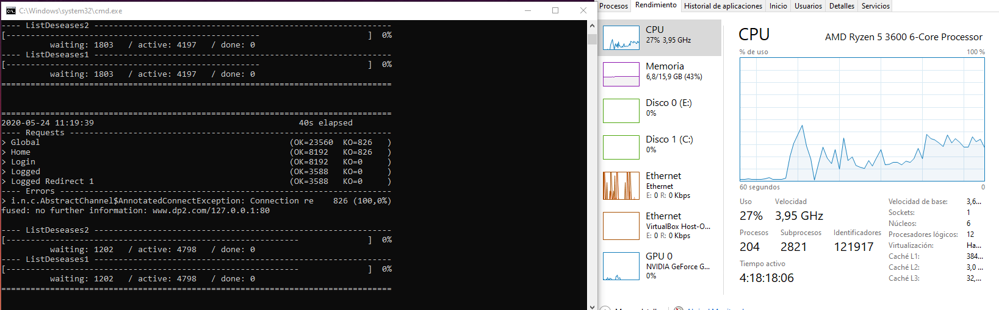 C:\Windows\system32\cmd.exe
---- ListDeseases2 --------------------------------------------------------------
[----------------------------------------------------                      ]  0%
          waiting: 1803   / active: 4197   / done: 0
---- ListDeseases1 --------------------------------------------------------------
[----------------------------------------------------                      ]  0%
          waiting: 1803   / active: 4197   / done: 0
================================================================================
================================================================================
2020-05-24 11:19:39                                          40s elapsed
---- Requests ------------------------------------------------------------------
> Global                                                   (OK=23560  KO=826   )
> Home                                                     (OK=8192   KO=826   )
> Login                                                    (OK=8192   KO=0     )
> Logged                                                   (OK=3588   KO=0     )
> Logged Redirect 1                                        (OK=3588   KO=0     )
---- Errors --------------------------------------------------------------------
> i.n.c.AbstractChannel$AnnotatedConnectException: Connection re    826 (100,0%)
fused: no further information: www.dp2.com/127.0.0.1:80
---- ListDeseases2 --------------------------------------------------------------
[------------------------------------------------------------              ]  0%
          waiting: 1202   / active: 4798   / done: 0
---- ListDeseases1 --------------------------------------------------------------
[------------------------------------------------------------              ]  0%
          waiting: 1202   / active: 4798   / done: 0
================================================================================
Procesos Rendimiento Historial de aplicaciones Inicio Usuarios Detalles Servicios
CPU
27% 3,95 GHz
Memoria
6,8/15,9 GB (43%)
Disco 0 (E:)
0%
Disco 1 (C:)
0%
Ethernet
Ethernet
E: 0 R: 0 Kbps
Ethernet
VirtualBox Host-O...
E: 0 R: 0 Kbps
GPU 0
NVIDIA GeForce G...
0%
CPU AMD Ryzen 5 3600 6-Core Processor
% de uso 100 %
60 segundos 0
Uso Velocidad
27% 3,95 GHz
Procesos Subprocesos Identificadores
204 2821 121917
Tiempo activo
4:18:18:06
Velocidad de base: 3,6...
Sockets: 1
Núcleos: 6
Procesadores lógicos: 12
Virtualización: Ha...
Caché L1: 384...
Caché L2: 3,0 ...
Caché L3: 32,...